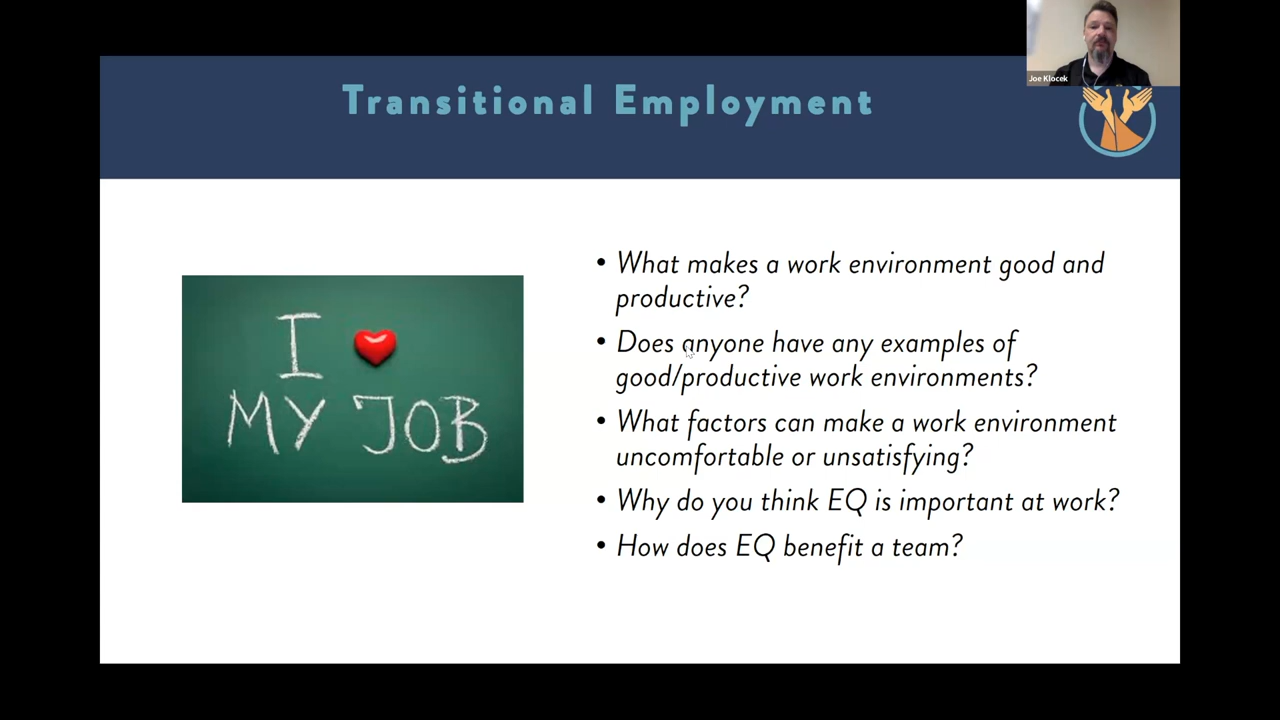 Joe Klocek
Transitional Employment
I
MY JOB
• What makes a work environment good and
productive?
• Does anyone have any examples of
good/productive work environments?
• What factors can make a work environment
uncomfortable or unsatisfying?
• Why do you think EQ is important at work?
• How does EQ benefit a team?